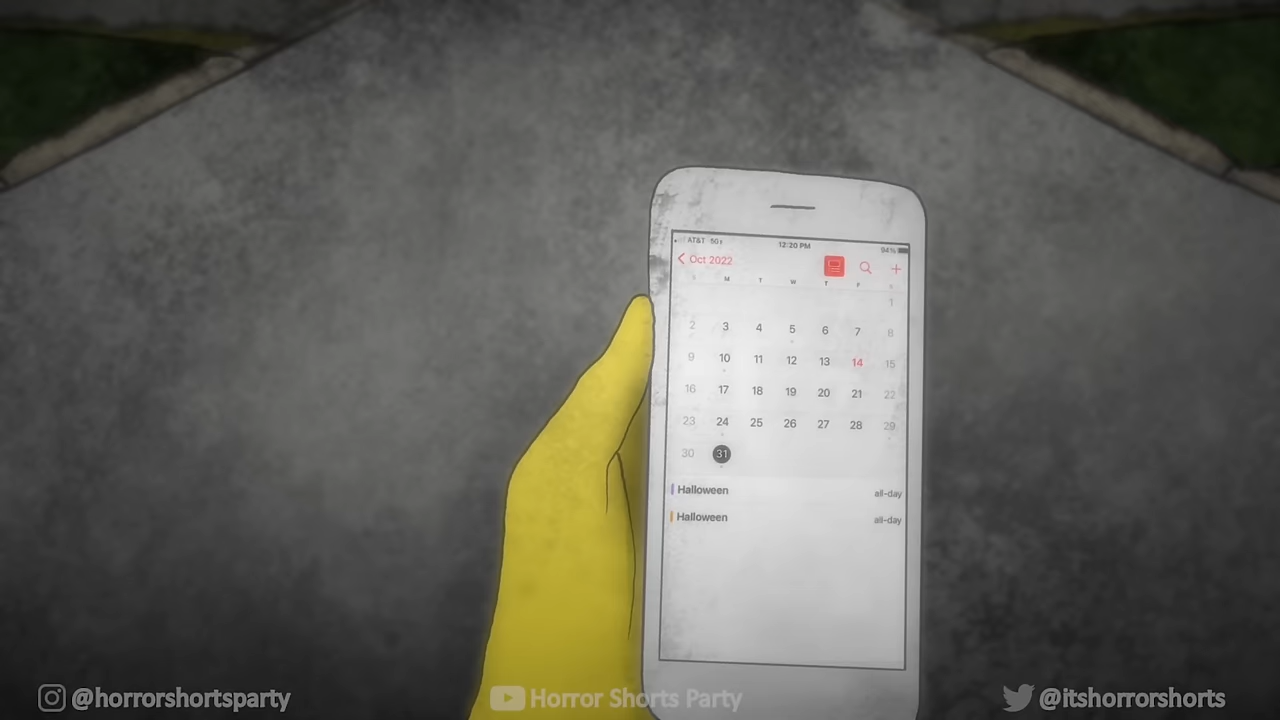 AT&T 12:20 PM 94%
Oct 2022
M T W T F
1
2 3 4 5 6 7 8
9 10 11 12 13 14 15
16 17 18 19 20 21 22
23 24 25 26 27 28 29
30 31
Halloween all-day
Halloween all-day
@horrorshortsparty Horror Shorts Party @itshorrorshorts